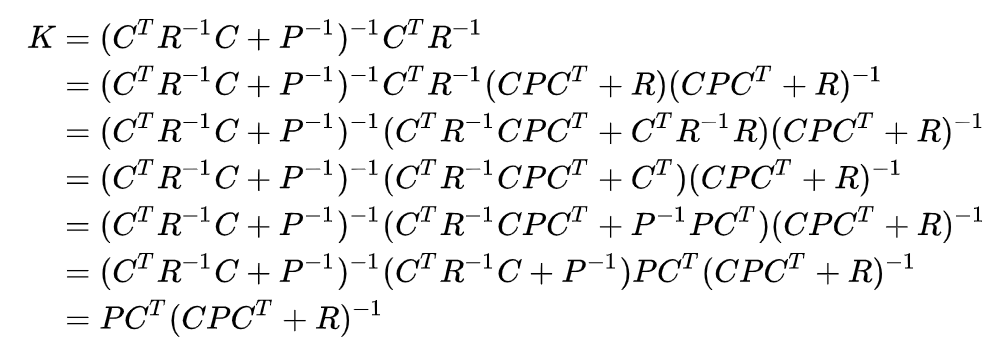 K = (C^T R^{-1} C + P^{-1})^{-1} C^T R^{-1}
= (C^T R^{-1} C + P^{-1})^{-1} C^T R^{-1} (CPC^T + R)(CPC^T + R)^{-1}
= (C^T R^{-1} C + P^{-1})^{-1} (C^T R^{-1} CPC^T + C^T R^{-1} R)(CPC^T + R)^{-1}
= (C^T R^{-1} C + P^{-1})^{-1} (C^T R^{-1} CPC^T + C^T)(CPC^T + R)^{-1}
= (C^T R^{-1} C + P^{-1})^{-1} (C^T R^{-1} CPC^T + P^{-1} PC^T)(CPC^T + R)^{-1}
= (C^T R^{-1} C + P^{-1})^{-1} (C^T R^{-1} C + P^{-1}) PC^T (CPC^T + R)^{-1}
= PC^T (CPC^T + R)^{-1}